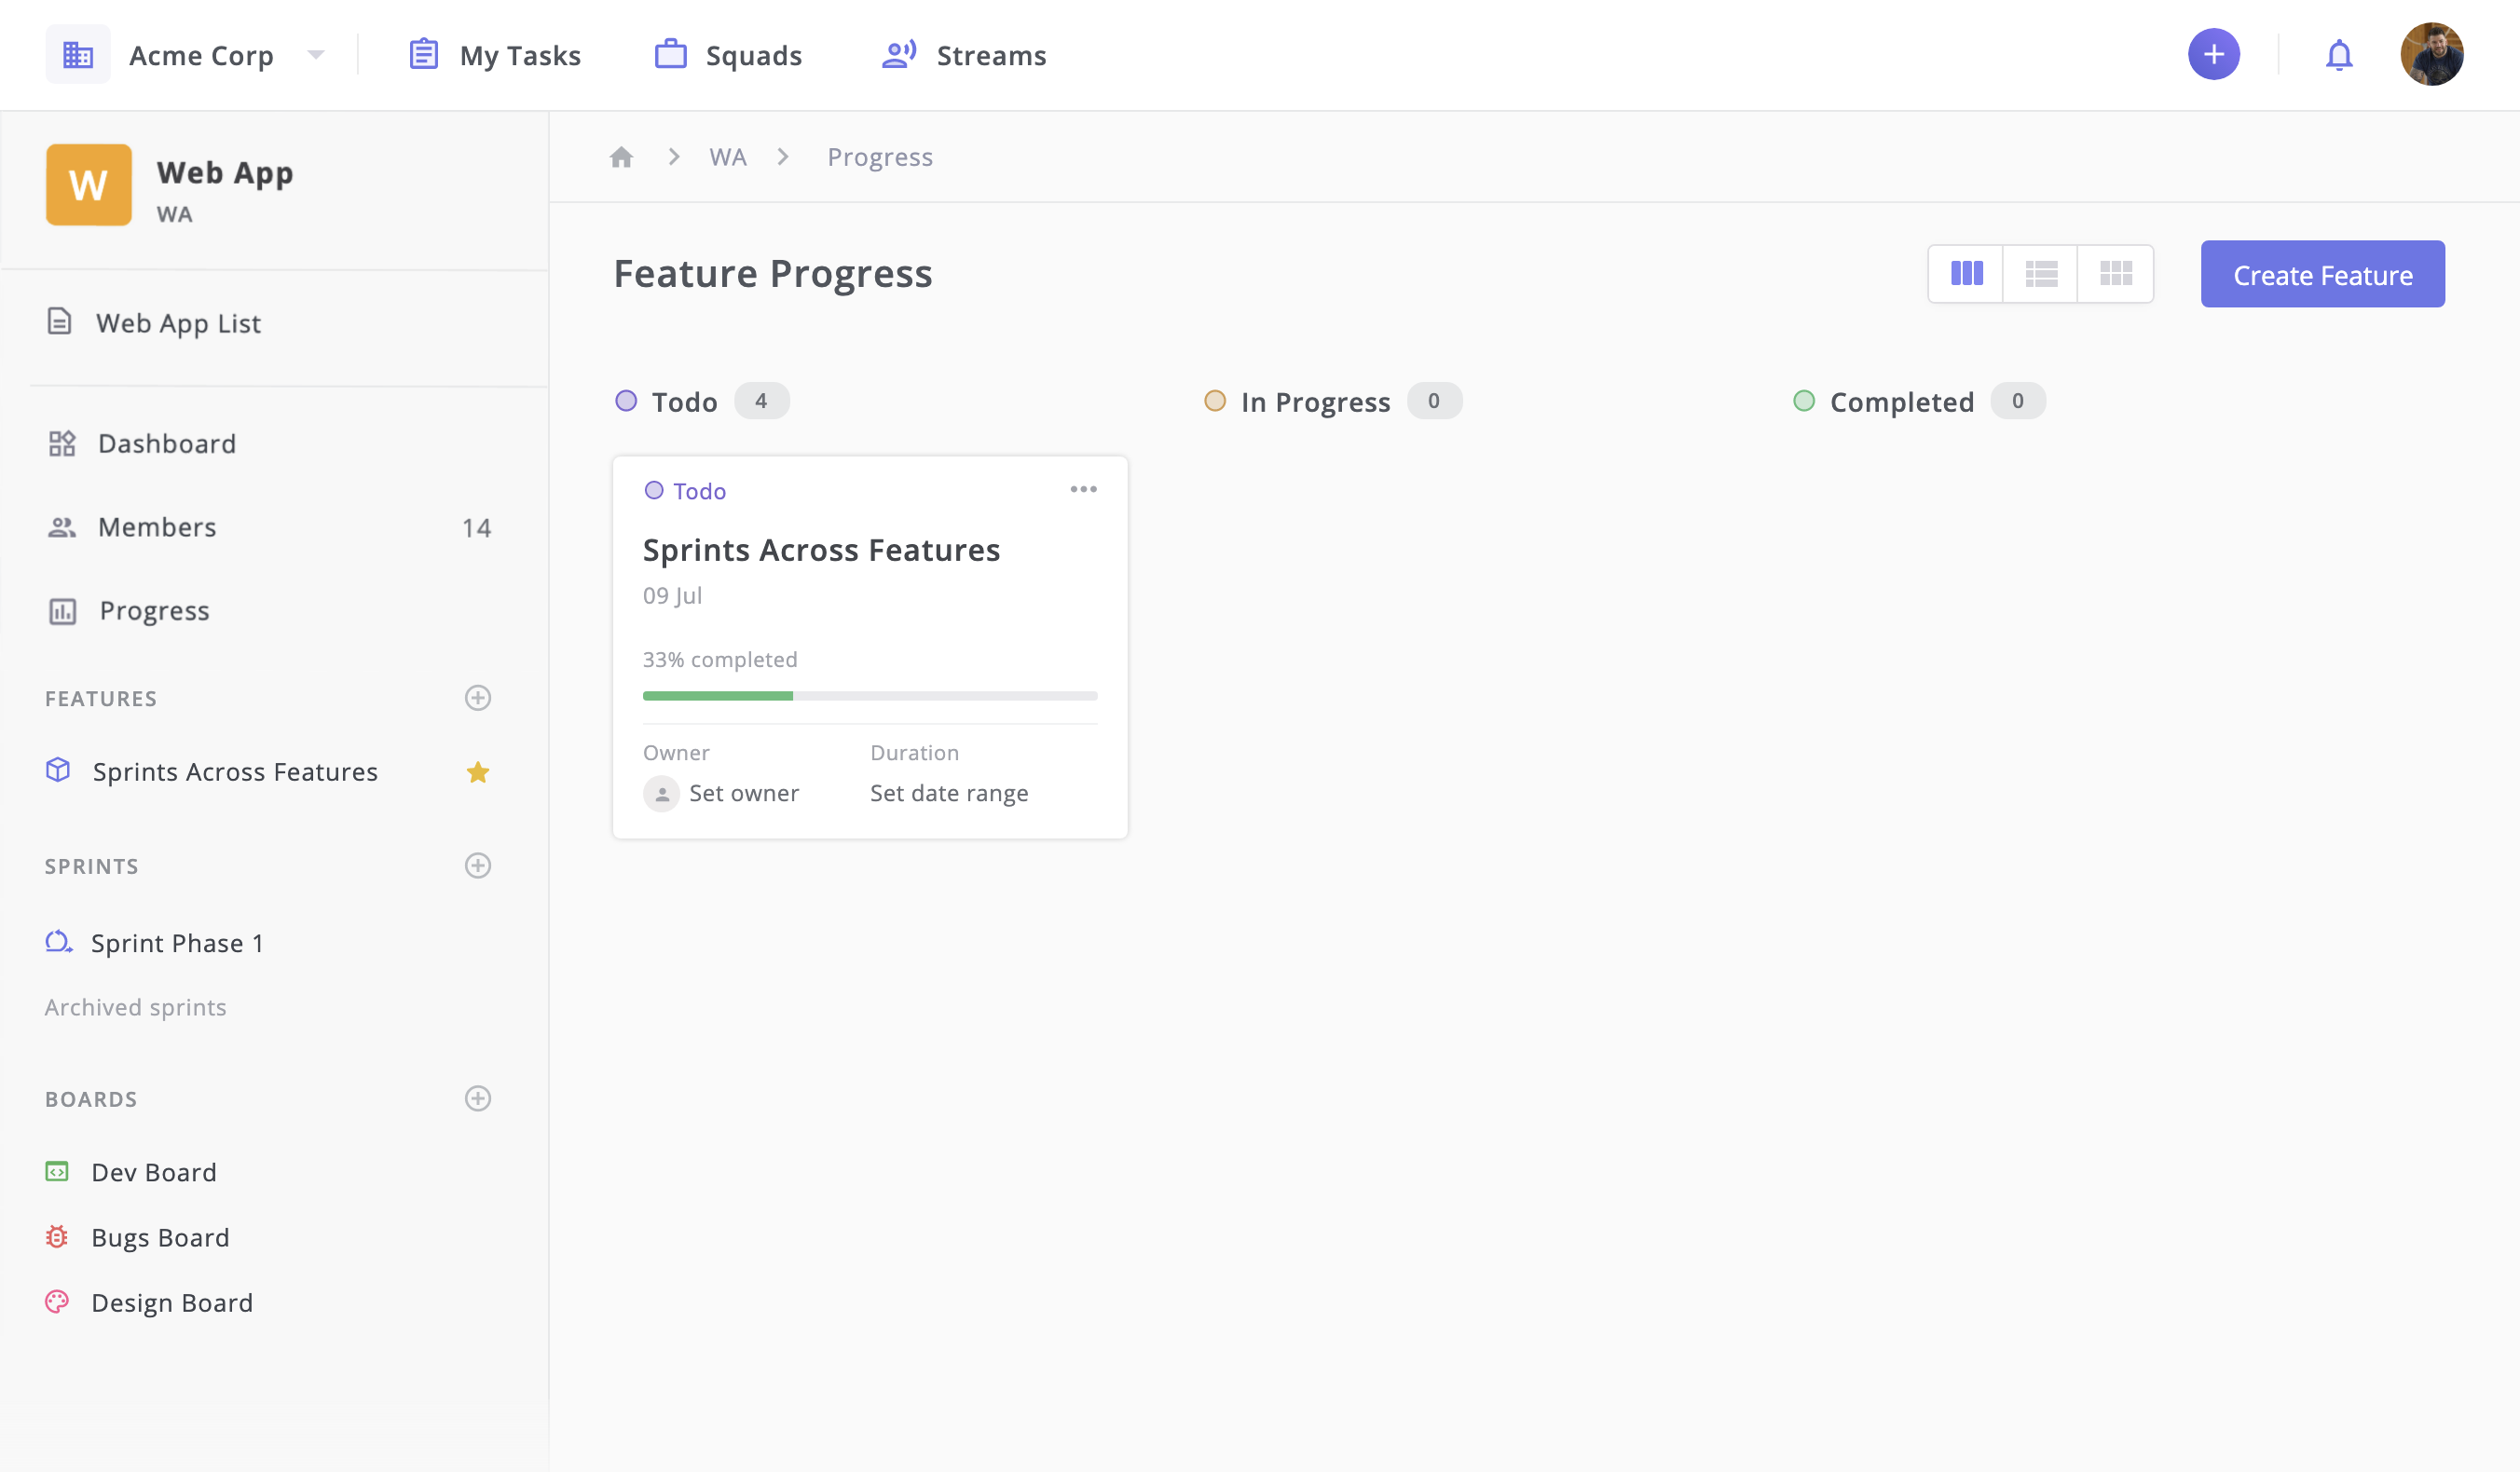 Acme Corp
My Tasks
Squads
Streams
W
Web App
WA
Web App List
Dashboard
Members 14
Progress
FEATURES
Sprints Across Features
SPRINTS
Sprint Phase 1
Archived sprints
BOARDS
Dev Board
Bugs Board
Design Board
WA
Progress
Feature Progress
Create Feature
Todo 4
In Progress 0
Completed 0
Todo
Sprints Across Features
09 Jul
33% completed
Owner
Duration
Set owner
Set date range